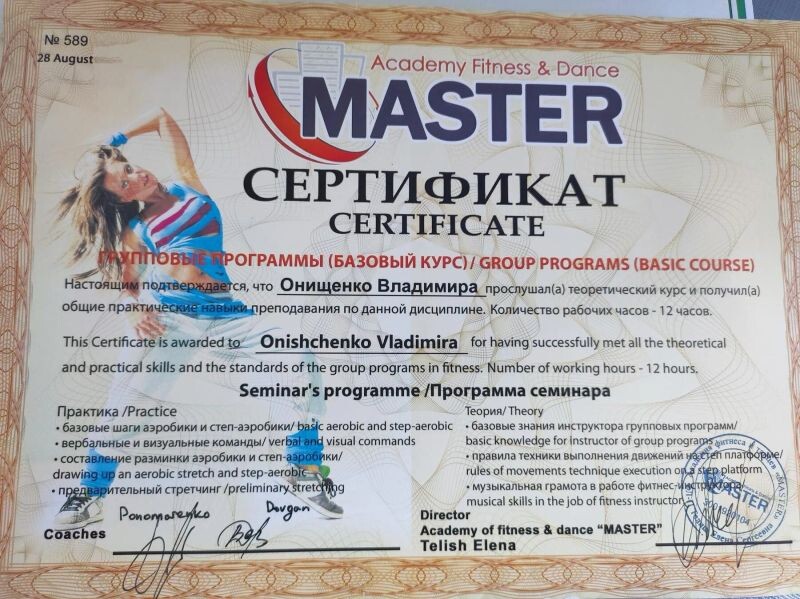 № 589
28 August
Academy Fitness & Dance
MASTER
СЕРТИФИКАТ
CERTIFICATE
ГРУППОВЫЕ ПРОГРАММЫ (БАЗОВЫЙ КУРС)/ GROUP PROGRAMS (BASIC COURSE)
Настоящим подтверждается, что Онищенко Владимира прослушал(а) теоретический курс и получил(а)
общие практические навыки преподавания по данной дисциплине. Количество рабочих часов - 12 часов.
This Certificate is awarded to Onishchenko Vladimira for having successfully met all the theoretical
and practical skills and the standards of the group programs in fitness. Number of working hours - 12 hours.
Seminar's programme /Программа семинара
Практика /Practice
• базовые шаги аэробики и степ-аэробики/ basic aerobic and step-aerobic
• вербальные и визуальные команды/ verbal and visual commands
• составление разминки аэробики и степ-аэробики/
drawing up an aerobic stretch and step-aerobic
• предварительный стретчинг /preliminary stretching
Теория/ Theory
• базовые знания инструктора групповых программ/
basic knowledge for instructor of group programs
• правила техники выполнения движений на степ платформе/
rules of movements technique execution on a step platform
• музыкальная грамота в работе фитнес-инструктора/
musical skills in the job of fitness instructor
Ponomarenko Dovgan
Coaches
Director
Academy of fitness & dance “MASTER”
Telish Elena
MASTER